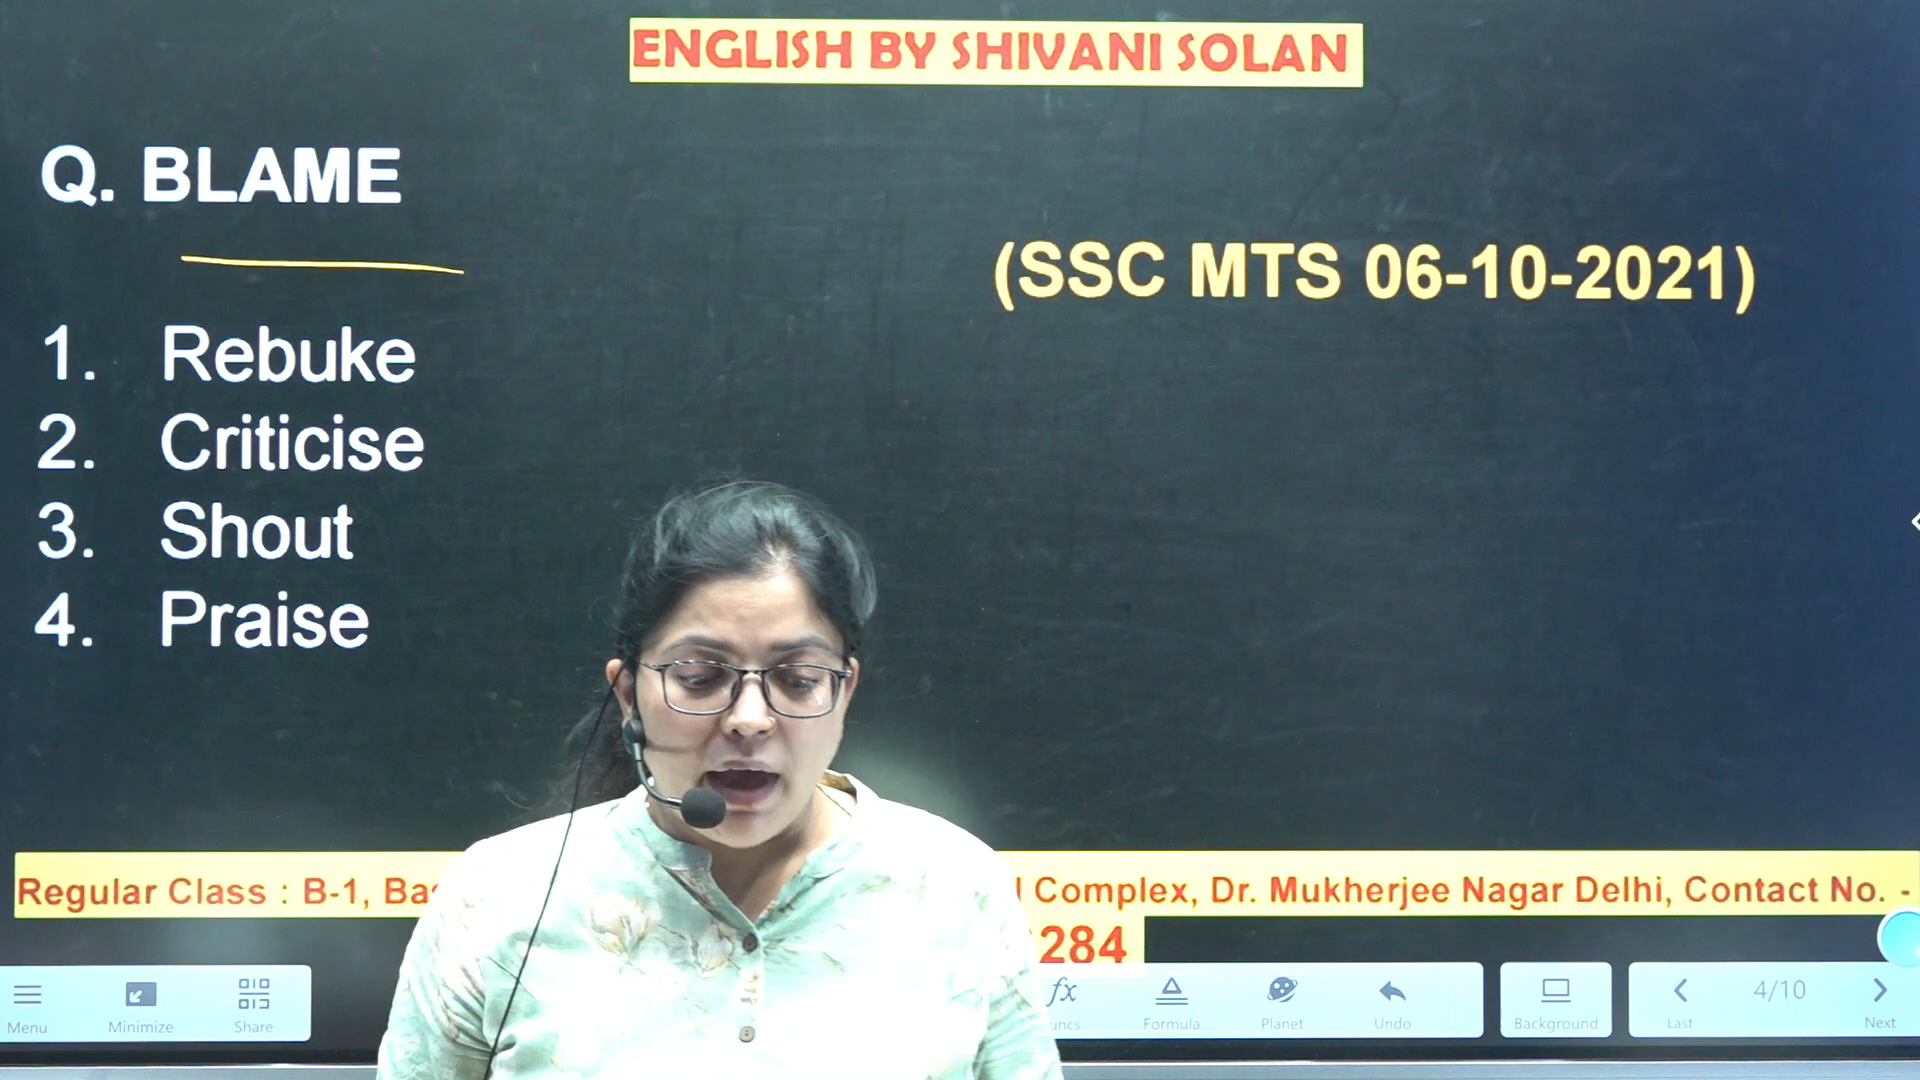 ENGLISH BY SHIVANI SOLAN
Q. BLAME
(SSC MTS 06-10-2021)
1. Rebuke
2. Criticise
3. Shout
4. Praise
Regular Class : B-1, Complex, Dr. Mukherjee Nagar Delhi, Contact No. -
284
Menu Minimize Share Formula Planet Undo Background Last 4/10 Next